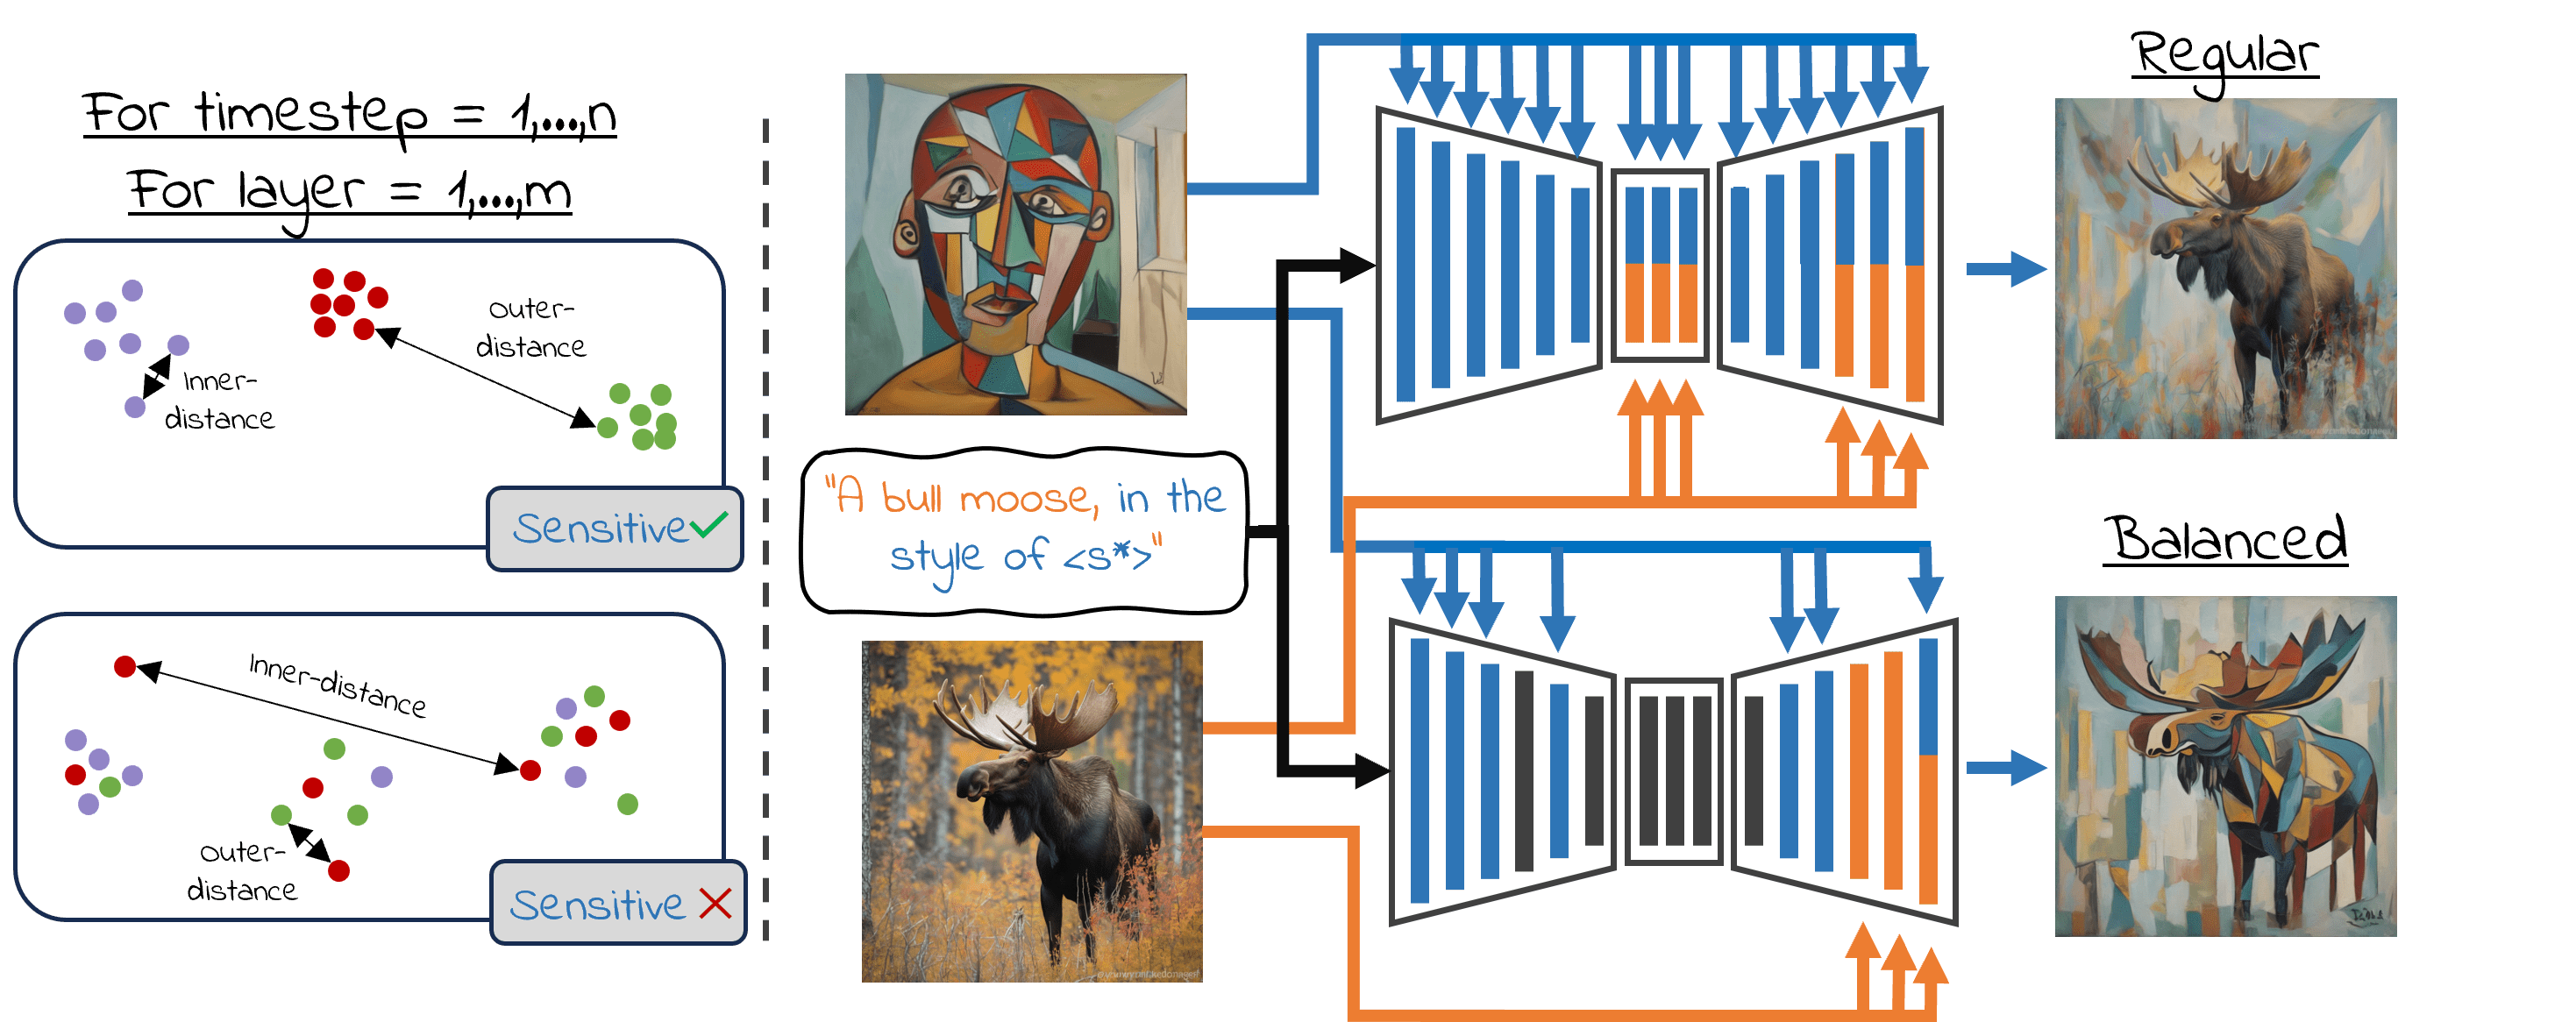 For timestep = 1,...,n
For layer = 1,...,m
Outer-
distance
Inner-
distance
Sensitive
Inner-distance
Outer-
distance
Sensitive
"A bull moose, in the
style of <s*>"
Regular
Balanced